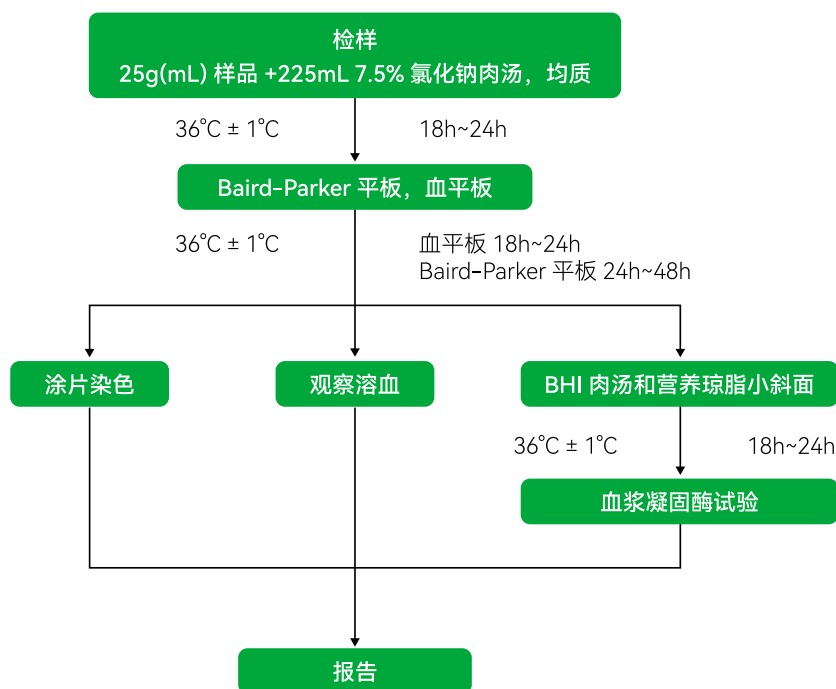 检样
25g(mL) 样品 +225mL 7.5% 氯化钠肉汤，均质
36°C ± 1°C
18h~24h
Baird-Parker 平板，血平板
36°C ± 1°C
血平板 18h~24h
Baird-Parker 平板 24h~48h
涂片染色
观察溶血
BHI 肉汤和营养琼脂小斜面
36°C ± 1°C
18h~24h
血浆凝固酶试验
报告